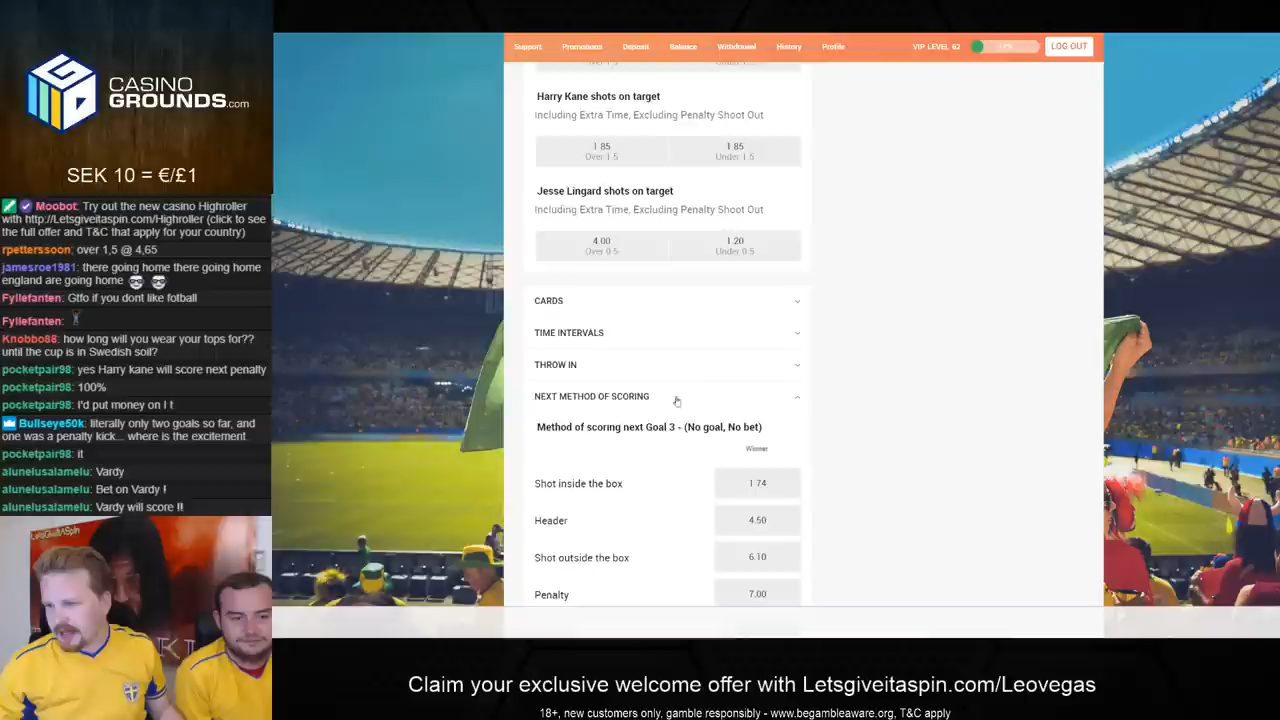 Support Promotions Deposit Balance Withdrawal History Profile VIP LEVEL 62 LOG OUT
CASINO
GROUNDS.com
SEK 10 = €/£1
Moobot: Try out the new casino Highroller
with http://Letsgiveitaspin.com/Highroller (click to see
the full offer and T&C that apply for your country)
rpetterssoon: over 1,5 @ 4,65
jamesroe1981: there going home there going home
england are going home
Fyllefanten: Gtfo if you dont like fotball
Fyllefanten:
Knobbo88: how long will you wear your tops for??
until the cup is in Swedish soil?
pocketpair98: yes Harry kane will score next penalty
pocketpair98: 100%
pocketpair98: I'd put money on I t
Bullseye50k: literally only two goals so far, and
one was a penalty kick... where is the excitement
pocketpair98: it
alunelusalamelu: Vardy
alunelusalamelu: Bet on Vardy !
alunelusalamelu: Vardy will score !!
LetsGiveItASpin
Harry Kane shots on target
Including Extra Time, Excluding Penalty Shoot Out
1.85 1.85
Over 1.5 Under 1.5
Jesse Lingard shots on target
Including Extra Time, Excluding Penalty Shoot Out
4.00 1.20
Over 0.5 Under 0.5
CARDS
TIME INTERVALS
THROW IN
NEXT METHOD OF SCORING
Method of scoring next Goal 3 - (No goal, No bet)
Winner
Shot inside the box 1.74
Header 4.50
Shot outside the box 6.10
Penalty 7.00
Claim your exclusive welcome offer with Letsgiveitaspin.com/Leovegas
18+, new customers only, gamble responsibly - www.begambleaware.org, T&C apply